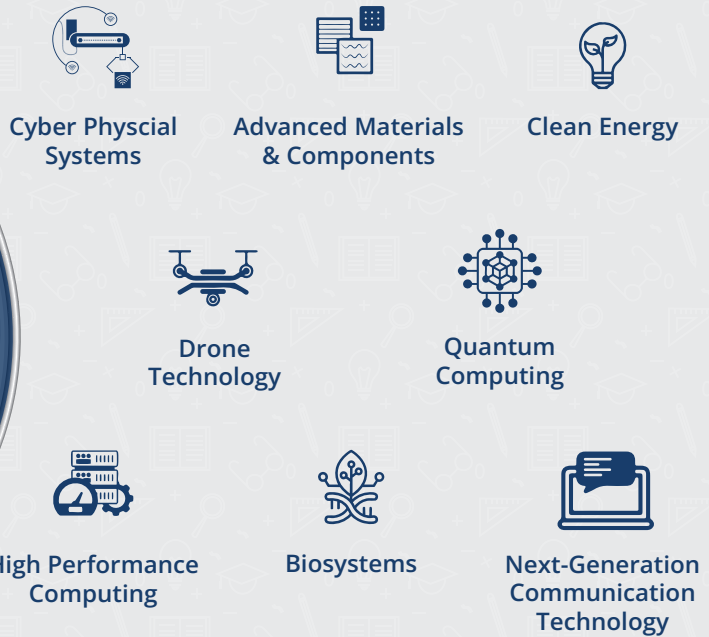 Cyber Physcial
Systems
Advanced Materials
& Components
Clean Energy
Drone
Technology
Quantum
Computing
High Performance
Computing
Biosystems
Next-Generation
Communication
Technology